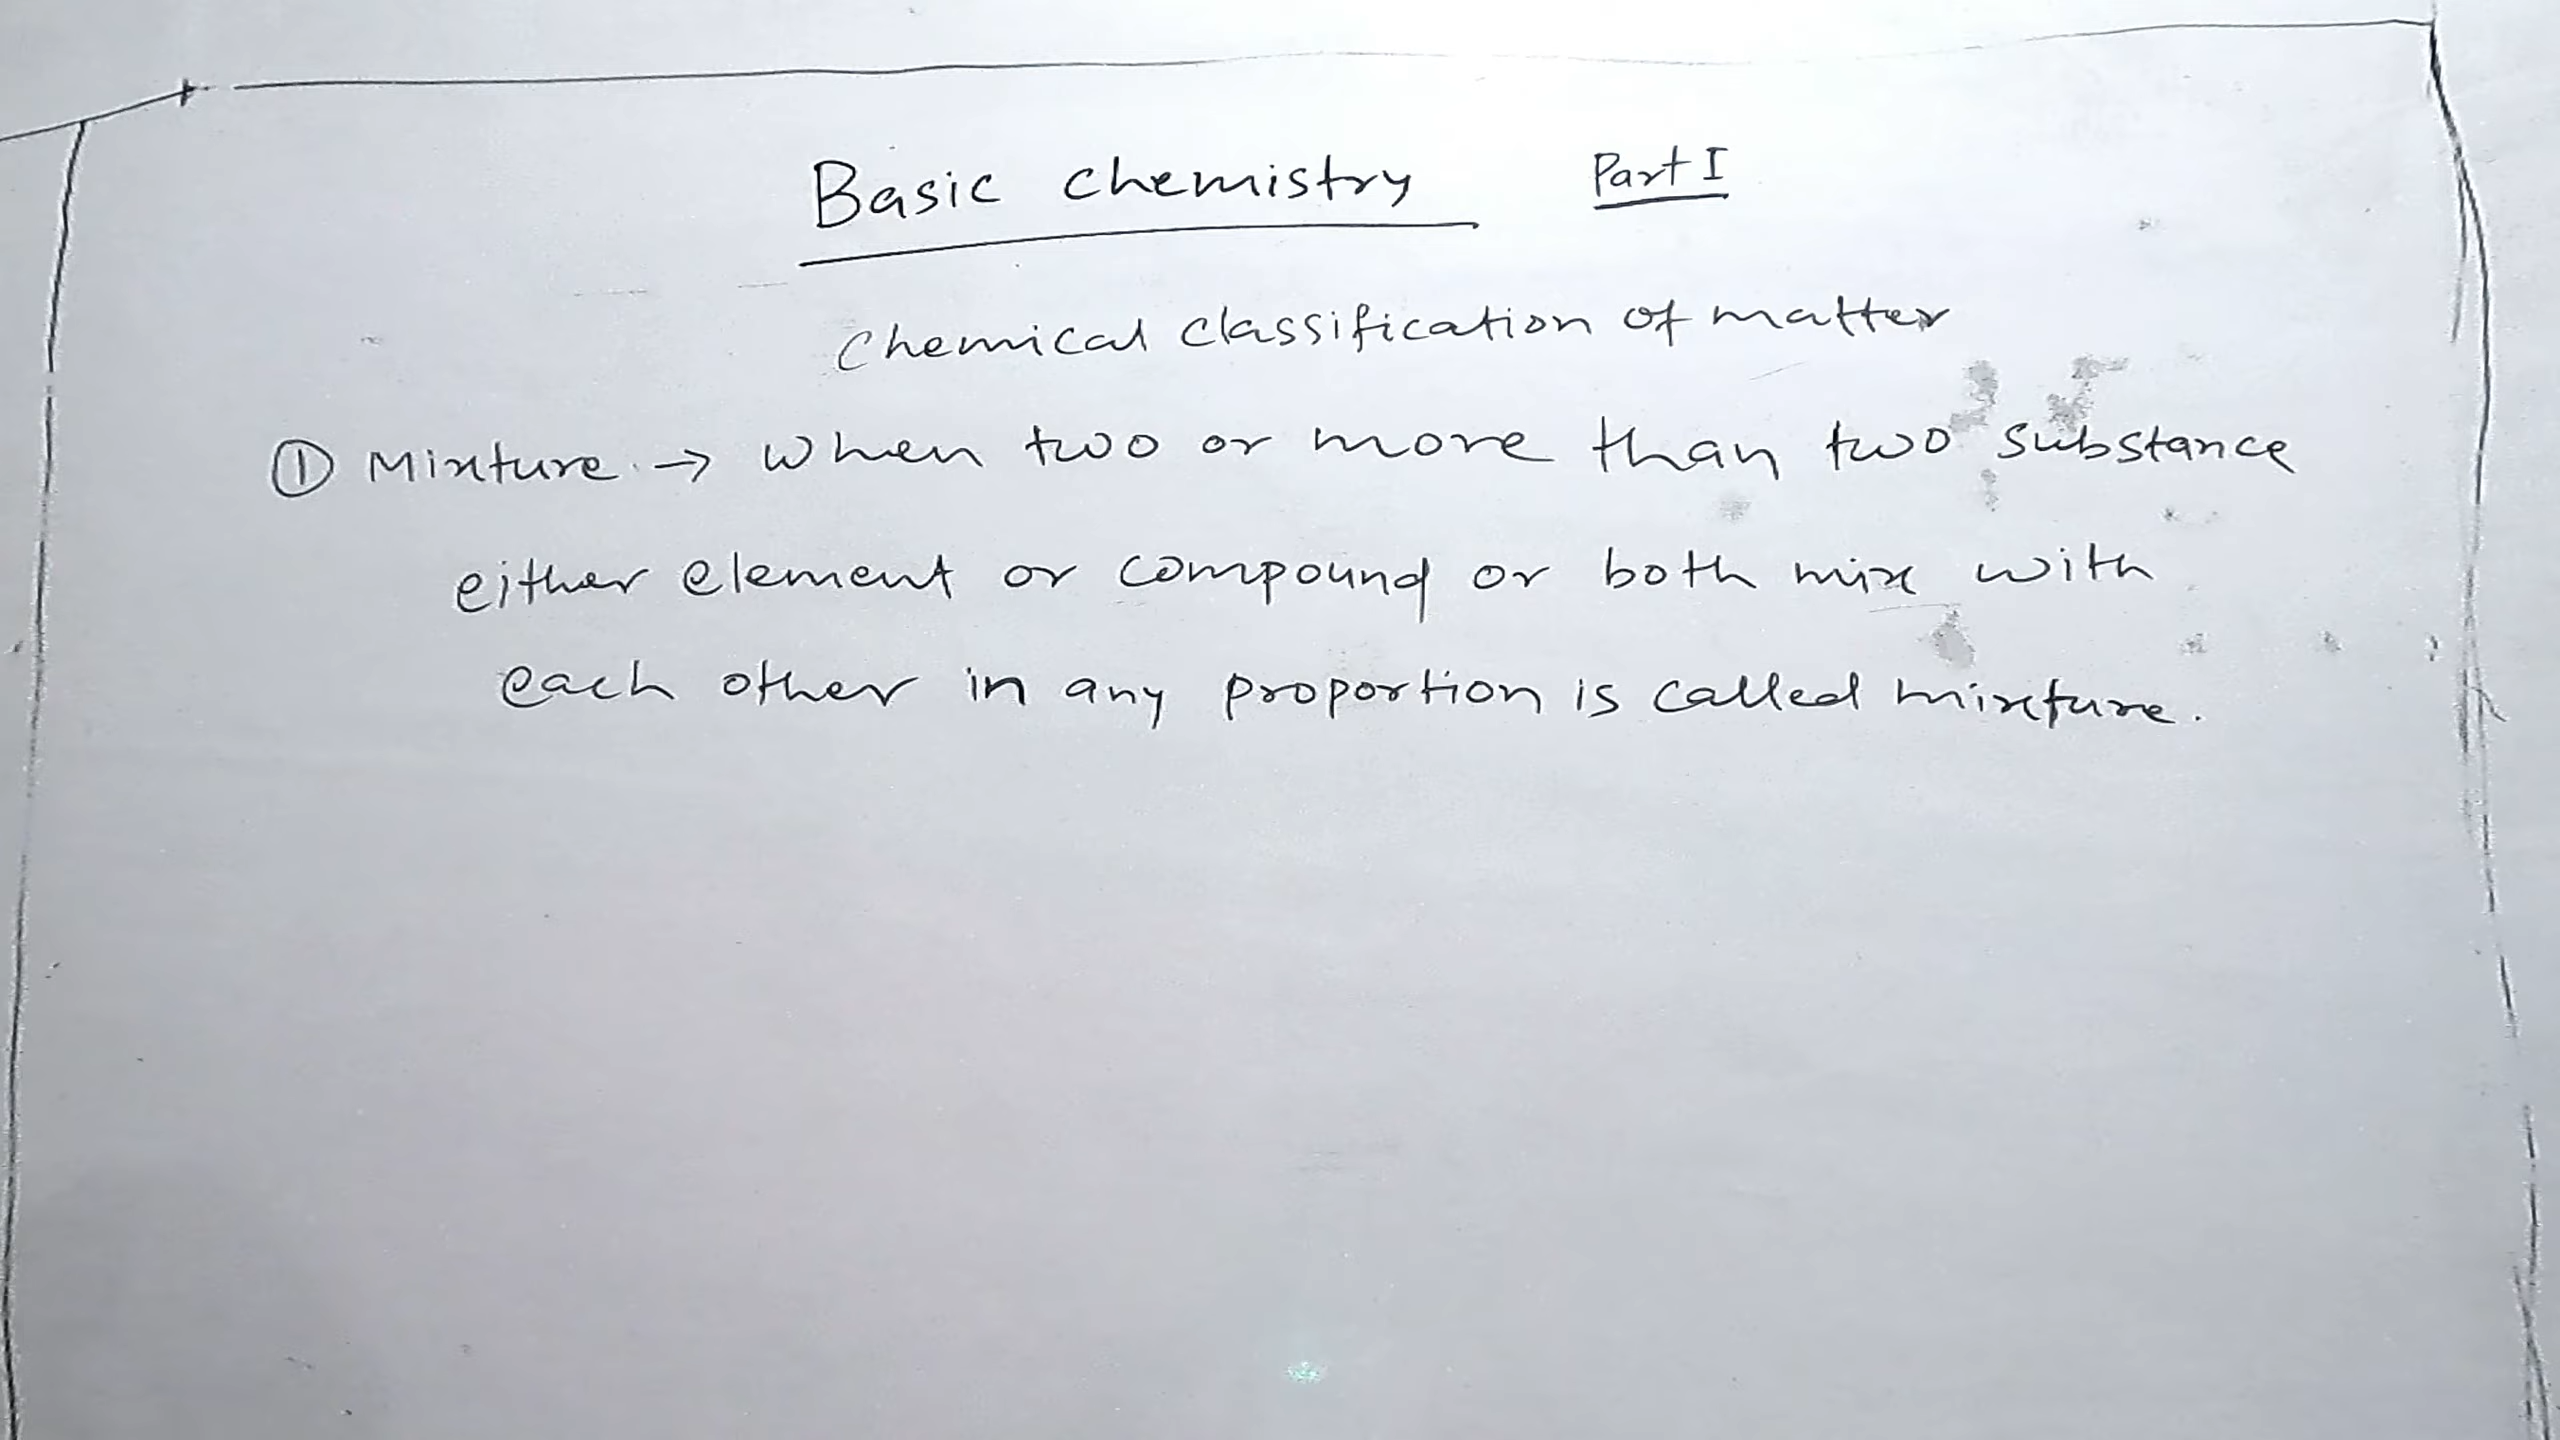 Basic chemistry Part I
Chemical classification of matter
① Mixture → When two or more than two substance
either element or compound or both mix with
each other in any proportion is called mixture.